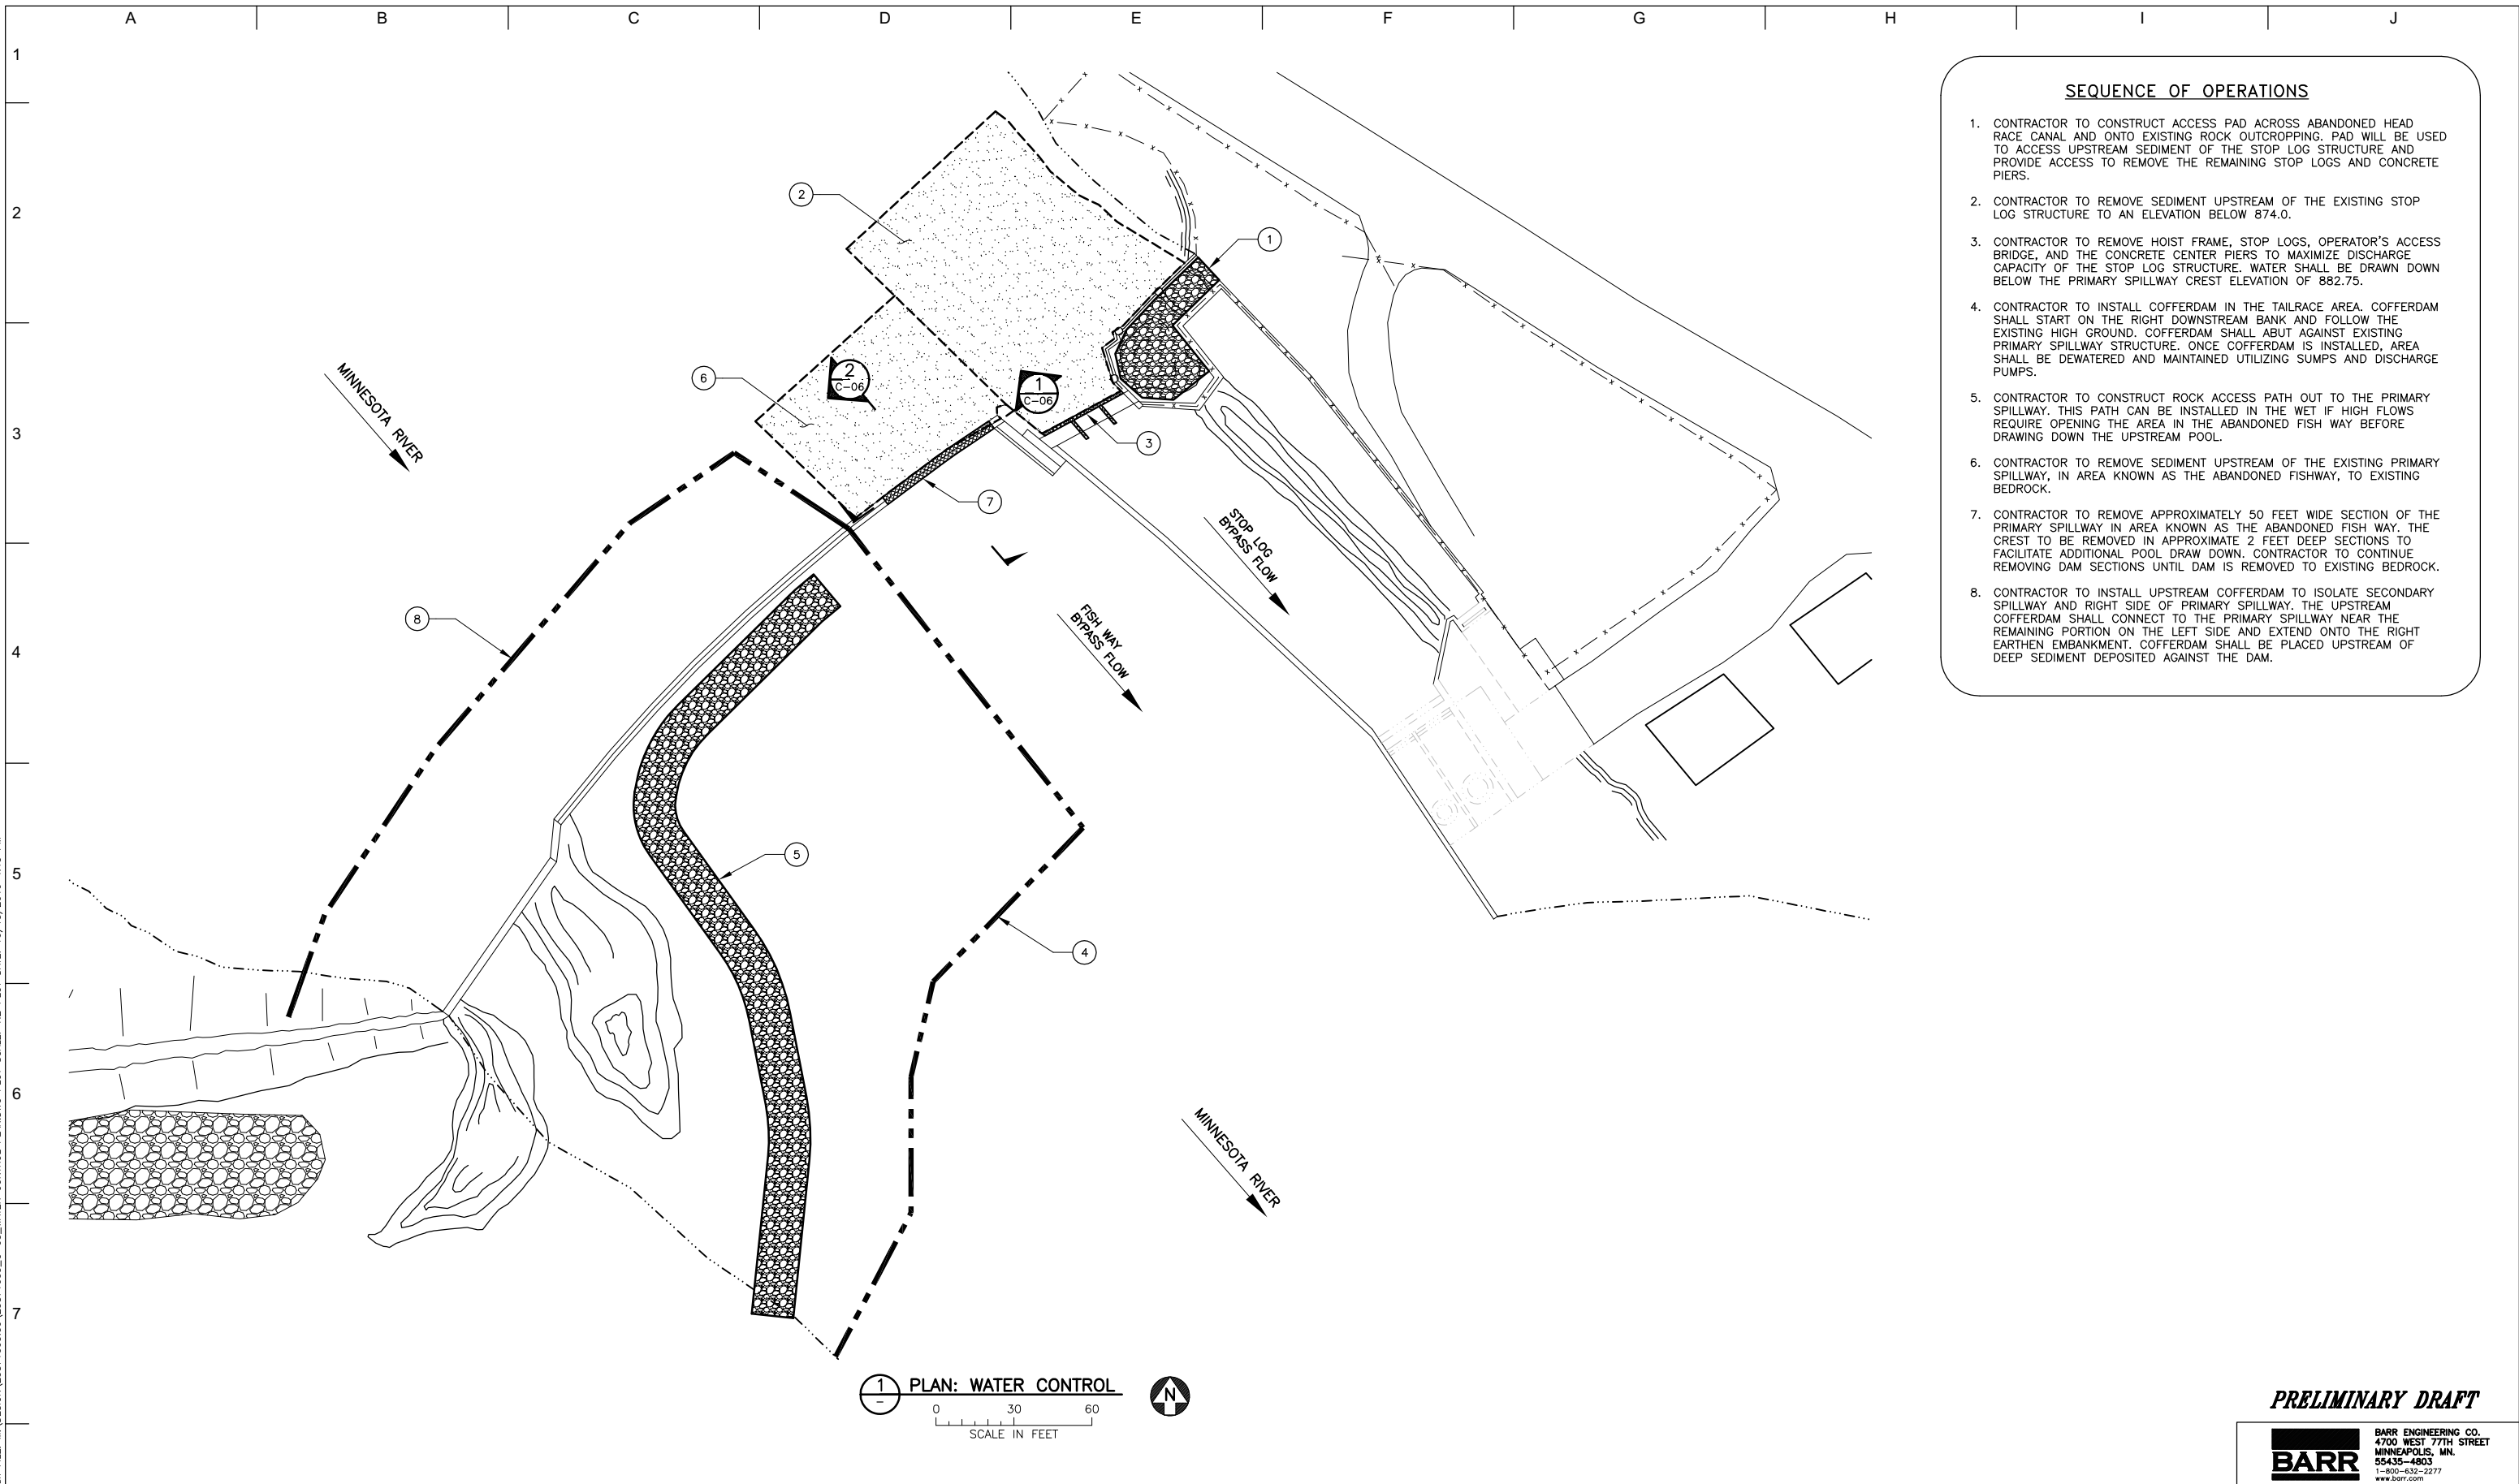 A B C D E F G H I J
1
2
3
4
5
6
7
SEQUENCE OF OPERATIONS
1. CONTRACTOR TO CONSTRUCT ACCESS PAD ACROSS ABANDONED HEAD
RACE CANAL AND ONTO EXISTING ROCK OUTCROPPING. PAD WILL BE USED
TO ACCESS UPSTREAM SEDIMENT OF THE STOP LOG STRUCTURE AND
PROVIDE ACCESS TO REMOVE THE REMAINING STOP LOGS AND CONCRETE
PIERS.
2. CONTRACTOR TO REMOVE SEDIMENT UPSTREAM OF THE EXISTING STOP
LOG STRUCTURE TO AN ELEVATION BELOW 874.0.
3. CONTRACTOR TO REMOVE HOIST FRAME, STOP LOGS, OPERATOR'S ACCESS
BRIDGE, AND THE CONCRETE CENTER PIERS TO MAXIMIZE DISCHARGE
CAPACITY OF THE STOP LOG STRUCTURE. WATER SHALL BE DRAWN DOWN
BELOW THE PRIMARY SPILLWAY CREST ELEVATION OF 882.75.
4. CONTRACTOR TO INSTALL COFFERDAM IN THE TAILRACE AREA. COFFERDAM
SHALL START ON THE RIGHT DOWNSTREAM BANK AND FOLLOW THE
EXISTING HIGH GROUND. COFFERDAM SHALL ABUT AGAINST EXISTING
PRIMARY SPILLWAY STRUCTURE. ONCE COFFERDAM IS INSTALLED, AREA
SHALL BE DEWATERED AND MAINTAINED UTILIZING SUMPS AND DISCHARGE
PUMPS.
5. CONTRACTOR TO CONSTRUCT ROCK ACCESS PATH OUT TO THE PRIMARY
SPILLWAY. THIS PATH CAN BE INSTALLED IN THE WET IF HIGH FLOWS
REQUIRE OPENING THE AREA IN THE ABANDONED FISH WAY BEFORE
DRAWING DOWN THE UPSTREAM POOL.
6. CONTRACTOR TO REMOVE SEDIMENT UPSTREAM OF THE EXISTING PRIMARY
SPILLWAY, IN AREA KNOWN AS THE ABANDONED FISHWAY, TO EXISTING
BEDROCK.
7. CONTRACTOR TO REMOVE APPROXIMATELY 50 FEET WIDE SECTION OF THE
PRIMARY SPILLWAY IN AREA KNOWN AS THE ABANDONED FISH WAY. THE
CREST TO BE REMOVED IN APPROXIMATE 2 FEET DEEP SECTIONS TO
FACILITATE ADDITIONAL POOL DRAW DOWN. CONTRACTOR TO CONTINUE
REMOVING DAM SECTIONS UNTIL DAM IS REMOVED TO EXISTING BEDROCK.
8. CONTRACTOR TO INSTALL UPSTREAM COFFERDAM TO ISOLATE SECONDARY
SPILLWAY AND RIGHT SIDE OF PRIMARY SPILLWAY. THE UPSTREAM
COFFERDAM SHALL CONNECT TO THE PRIMARY SPILLWAY NEAR THE
REMAINING PORTION ON THE LEFT SIDE AND EXTEND ONTO THE RIGHT
EARTHEN EMBANKMENT. COFFERDAM SHALL BE PLACED UPSTREAM OF
DEEP SEDIMENT DEPOSITED AGAINST THE DAM.
2
1
6
2
C-06
1
C-06
3
7
8
5
4
MINNESOTA RIVER
STOP LOG
BYPASS FLOW
FISH WAY
BYPASS FLOW
MINNESOTA RIVER
1
-
PLAN: WATER CONTROL
N
0 30 60
SCALE IN FEET
PRELIMINARY DRAFT
BARR
BARR ENGINEERING CO.
4700 WEST 77TH STREET
MINNEAPOLIS, MN.
55435-4803
1-800-632-2277
www.barr.com